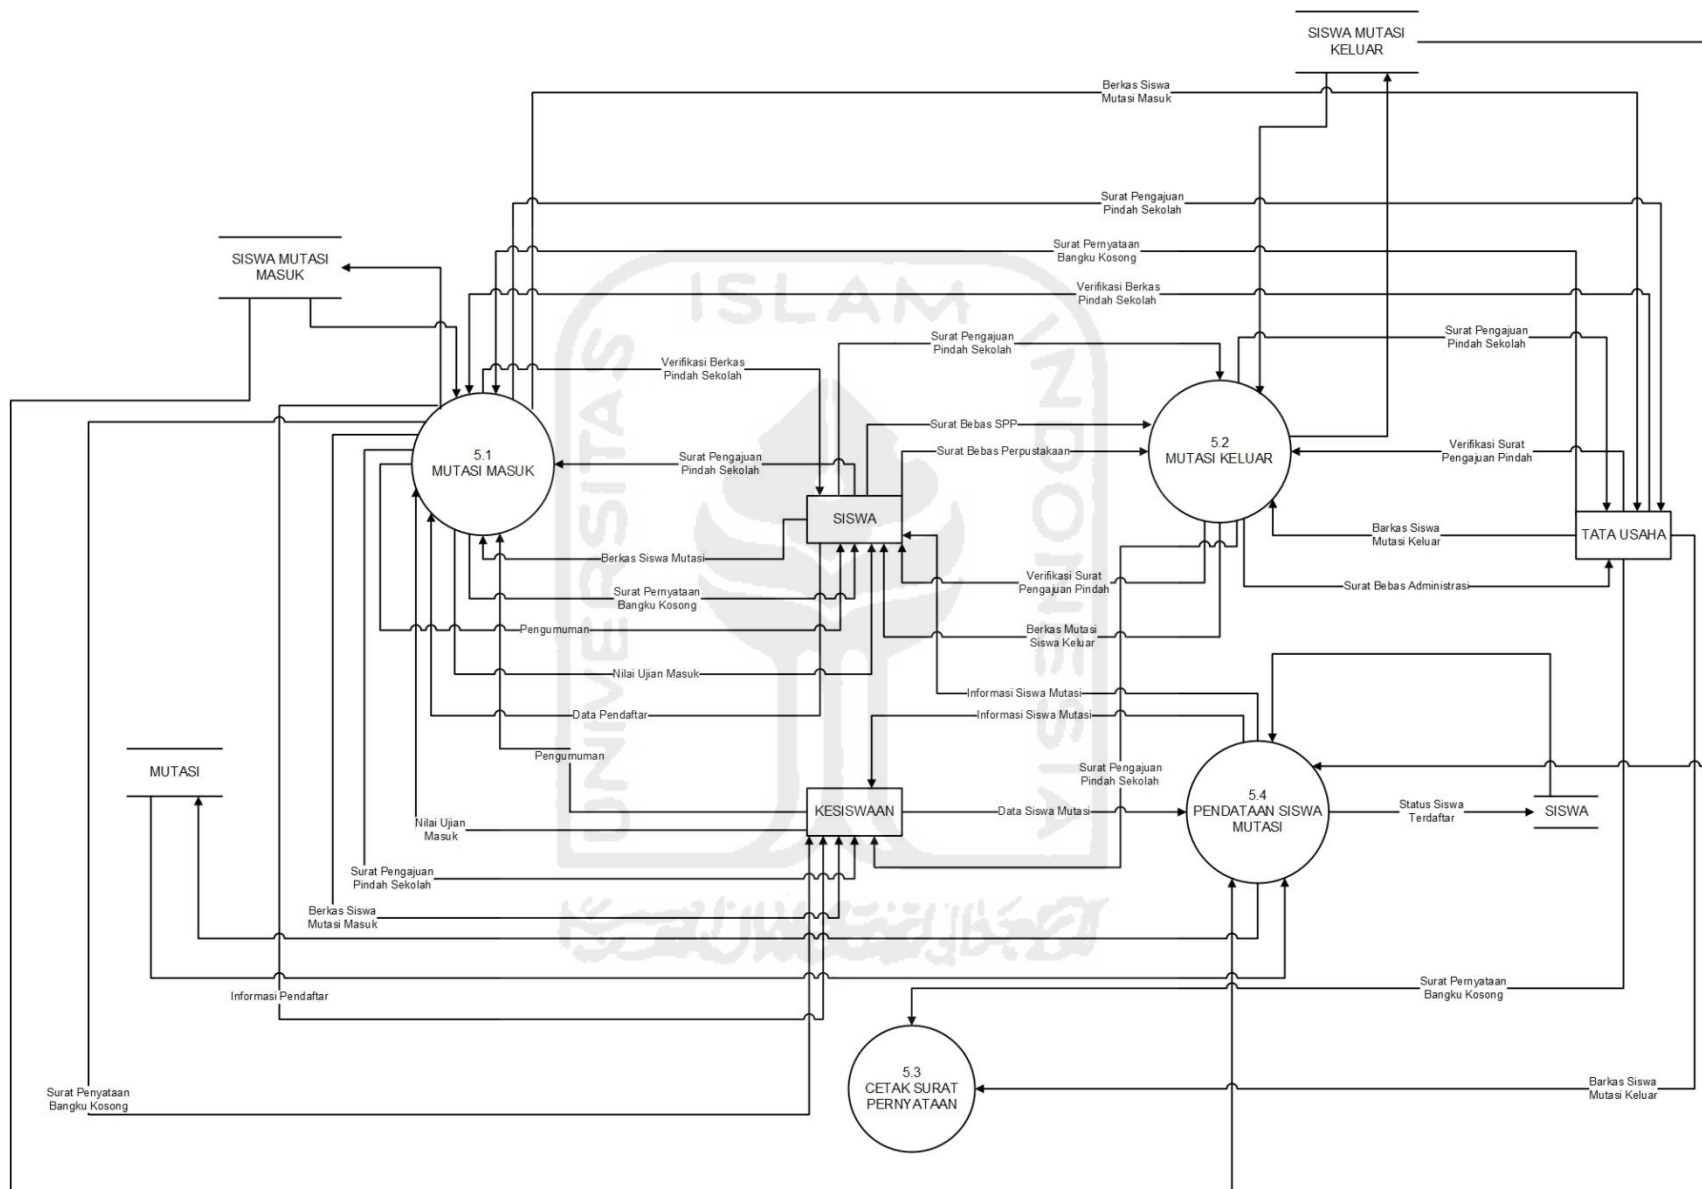 SISWA MUTASI
KELUAR
Berkas Siswa
Mutasi Masuk
Surat Pengajuan
Pindah Sekolah
SISWA MUTASI
MASUK
Surat Pernyataan
Bangku Kosong
Verifikasi Berkas
Pindah Sekolah
Surat Pengajuan
Pindah Sekolah
Surat Pengajuan
Pindah Sekolah
Verifikasi Berkas
Pindah Sekolah
Surat Bebas SPP
5.1
MUTASI MASUK
Surat Pengajuan
Pindah Sekolah
Surat Bebas Perpustakaan
5.2
MUTASI KELUAR
Verifikasi Surat
Pengajuan Pindah
SISWA
Barkas Siswa
Mutasi Keluar
TATA USAHA
Berkas Siswa Mutasi
Verifikasi Surat
Pengajuan Pindah
Surat Bebas Administrasi
Surat Pernyataan
Bangku Kosong
Pengumuman
Berkas Mutasi
Siswa Keluar
Nilai Ujian Masuk
Informasi Siswa Mutasi
Data Pendaftar
Informasi Siswa Mutasi
Pengumuman
MUTASI
Surat Pengajuan
Pindah Sekolah
KESISWAAN
Data Siswa Mutasi
5.4
PENDATAAN SISWA
MUTASI
Status Siswa
Terdaftar
SISWA
Nilai Ujian
Masuk
Surat Pengajuan
Pindah Sekolah
Berkas Siswa
Mutasi Masuk
Informasi Pendaftar
Surat Pernyataan
Bangku Kosong
5.3
CETAK SURAT
PERNYATAAN
Surat Penyataan
Bangku Kosong
Barkas Siswa
Mutasi Keluar
UNIVERSITAS
ISLAM
INDONESIA